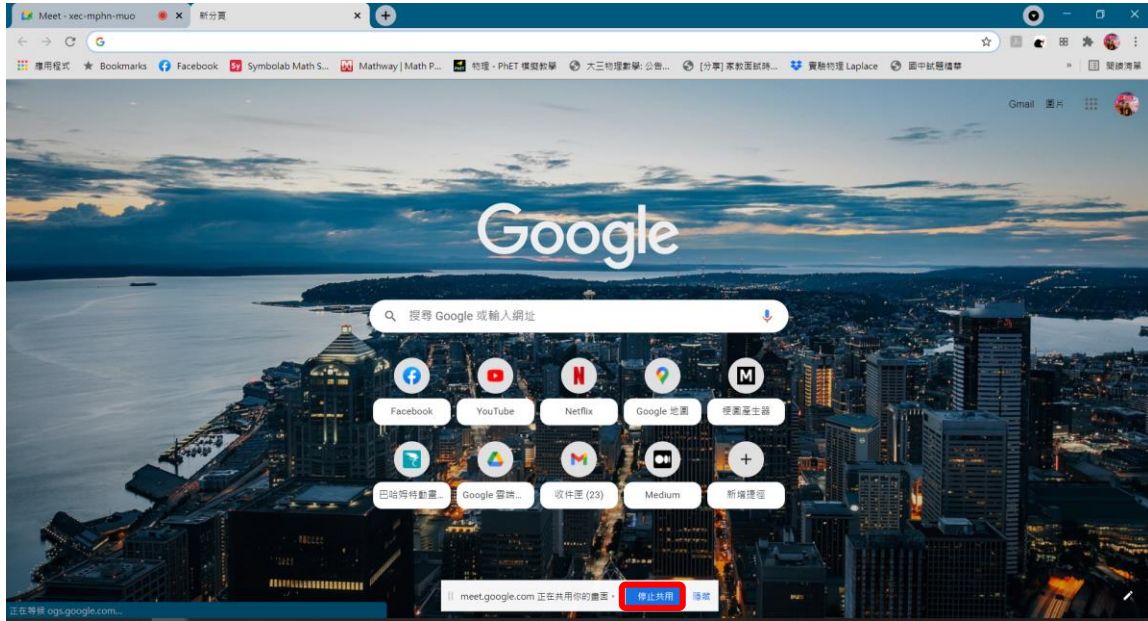 Meet - xec-mphn-muo
新分頁
應用程式 Bookmarks Facebook Symbolab Math S... Mathway | Math P... 物理 - PhET 模擬教學 大三物理數學: 公告... [分享] 家教面試時... 實驗物理 Laplace 國中試題精華 » 閱讀清單
Gmail 圖片
Google
搜尋 Google 或輸入網址
Facebook YouTube Netflix Google 地圖 梗圖產生器
巴哈姆特動畫... Google 雲端... 收件匣 (23) Medium 新增捷徑
meet.google.com 正在共用你的畫面。 停止共用 隱藏
正在等候 ogs.google.com...